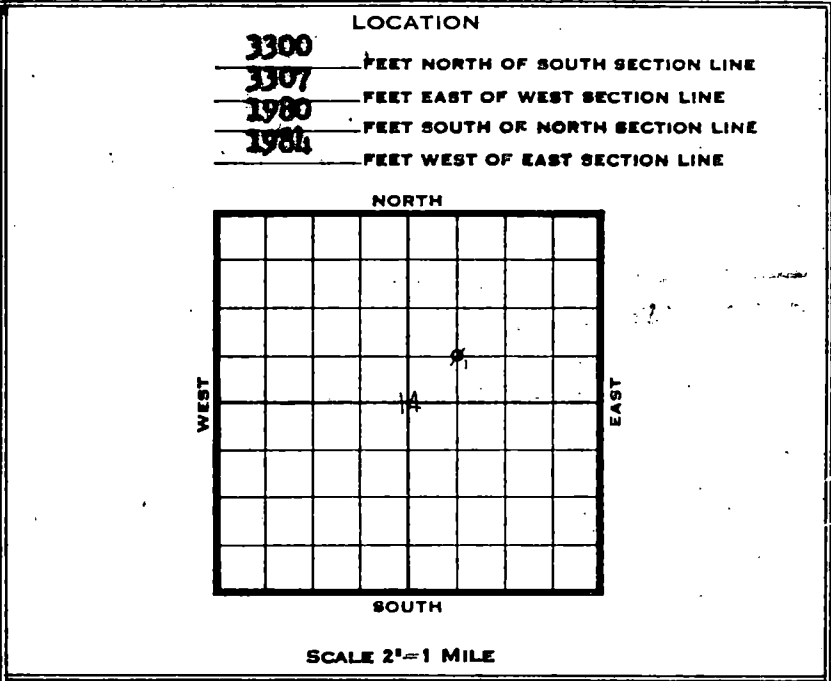 LOCATION
3300 FEET NORTH OF SOUTH SECTION LINE
3307 FEET EAST OF WEST SECTION LINE
1980 FEET SOUTH OF NORTH SECTION LINE
1984 FEET WEST OF EAST SECTION LINE
NORTH
1
WEST
14
EAST
SOUTH
SCALE 2"=1 MILE